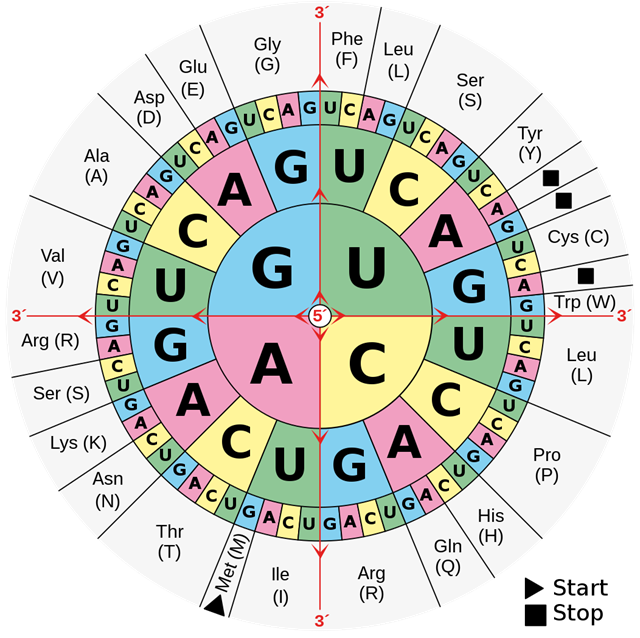 3´
Phe
(F)
Leu
(L)
Ser
(S)
Tyr
(Y)
Cys (C)
Trp (W)
3´
Leu
(L)
Pro
(P)
His
(H)
Gln
(Q)
Arg
(R)
3´
Ile
(I)
Met (M)
Thr
(T)
Asn
(N)
Lys (K)
Ser (S)
Arg (R)
3´
Val
(V)
Ala
(A)
Asp
(D)
Glu
(E)
Gly
(G)
U C A G U C A G U C A G U C A G
U C A G U C A G U C A G U C A G
U C A G U C A G U C A G U C A G
U C A G U C A G U C A G U C A G
U C A G
U C A G
U C A G
U C A G
U C A G
5´
Start
Stop